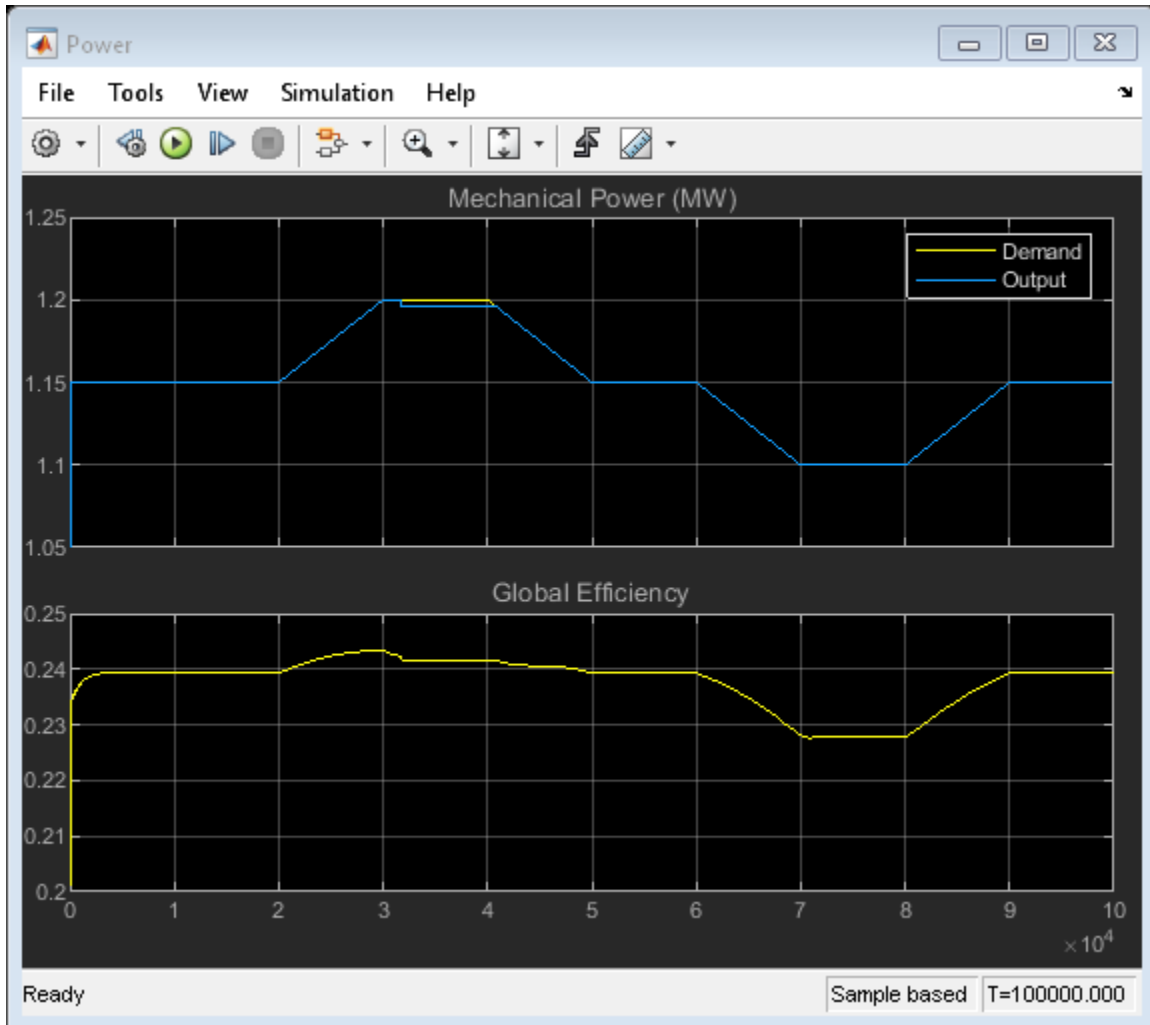 Power
File Tools View Simulation Help
Mechanical Power (MW)
1.25
1.2
1.15
1.1
1.05
Demand
Output
Global Efficiency
0.25
0.24
0.23
0.22
0.21
0.2
0 1 2 3 4 5 6 7 8 9 10
×10⁴
Ready Sample based T=100000.000